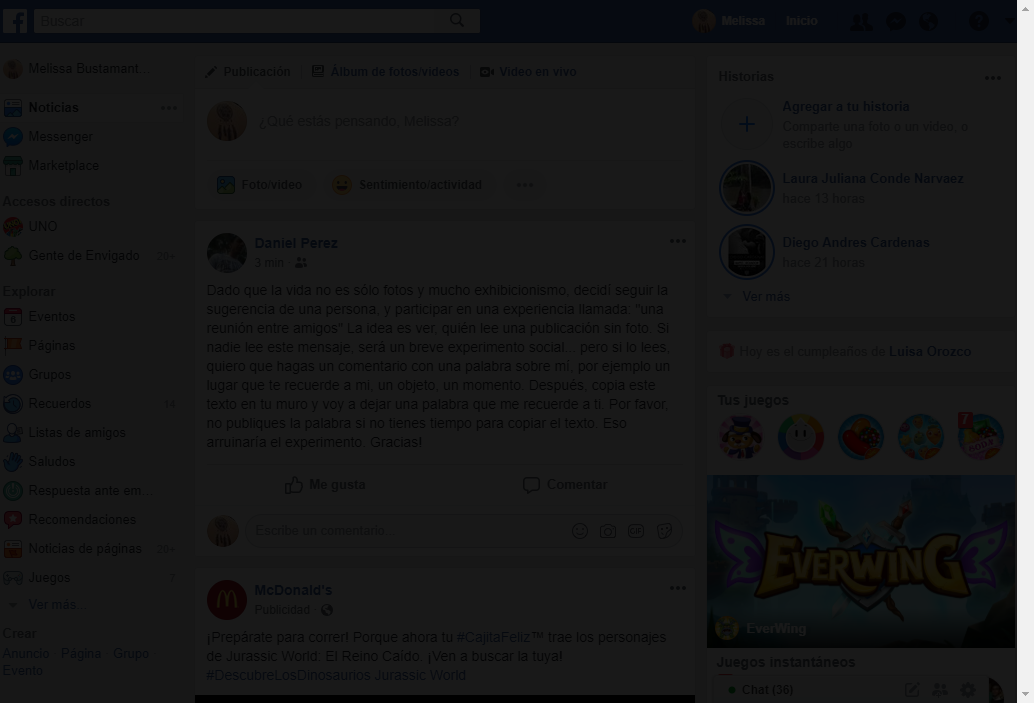 Buscar
Melissa
Inicio
Melissa Bustamant...
Noticias
Messenger
Marketplace
Accesos directos
UNO
Gente de Envigado 20+
Explorar
Eventos
Páginas
Grupos
Recuerdos 14
Listas de amigos
Saludos
Respuesta ante em...
Recomendaciones
Noticias de páginas 20+
Juegos 7
Ver más...
Crear
Anuncio Página Grupo
Evento
Publicación Álbum de fotos/videos Video en vivo
¿Qué estás pensando, Melissa?
Foto/video Sentimiento/actividad
Daniel Perez
3 min
Dado que la vida no es sólo fotos y mucho exhibicionismo, decidí seguir la
sugerencia de una persona, y participar en una experiencia llamada: "una
reunión entre amigos" La idea es ver, quién lee una publicación sin foto. Si
nadie lee este mensaje, será un breve experimento social... pero si lo lees,
quiero que hagas un comentario con una palabra sobre mí, por ejemplo un
lugar que te recuerde a mi, un objeto, un momento. Después, copia este
texto en tu muro y voy a dejar una palabra que me recuerde a ti. Por favor,
no publiques la palabra si no tienes tiempo para copiar el texto. Eso
arruinaría el experimento. Gracias!
Me gusta Comentar
Escribe un comentario...
GIF
McDonald's
Publicidad
¡Prepárate para correr! Porque ahora tu #CajitaFeliz™ trae los personajes
de Jurassic World: El Reino Caído. ¡Ven a buscar la tuya!
#DescubreLosDinosaurios Jurassic World
Historias
Agregar a tu historia
Comparte una foto o un video, o
escribe algo
Laura Juliana Conde Narvaez
hace 13 horas
Diego Andres Cardenas
hace 21 horas
Ver más
Hoy es el cumpleaños de Luisa Orozco
Tus juegos
7
EVERWING
EverWing
Juegos instantáneos
Chat (36)